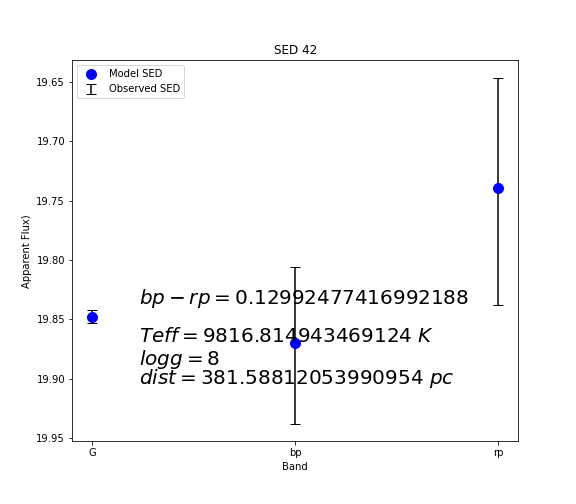 SED 42
Model SED
Observed SED
19.65
19.70
19.75
19.80
19.85
19.90
19.95
Apparent Flux)
bp − rp = 0.12992477416992188
Teff = 9816.814943469124 K
logg = 8
dist = 381.58812053990954 pc
G
bp
rp
Band